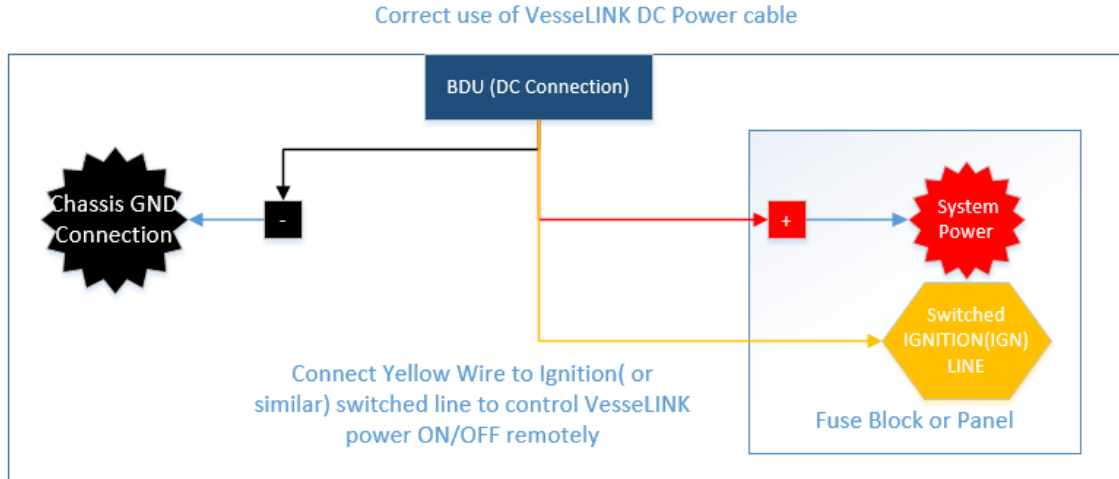 Correct use of VesseLINK DC Power cable
BDU (DC Connection)
Chassis GND
Connection
-
+
System
Power
Switched
IGNITION(IGN)
LINE
Connect Yellow Wire to Ignition( or
similar) switched line to control VesseLINK
power ON/OFF remotely
Fuse Block or Panel